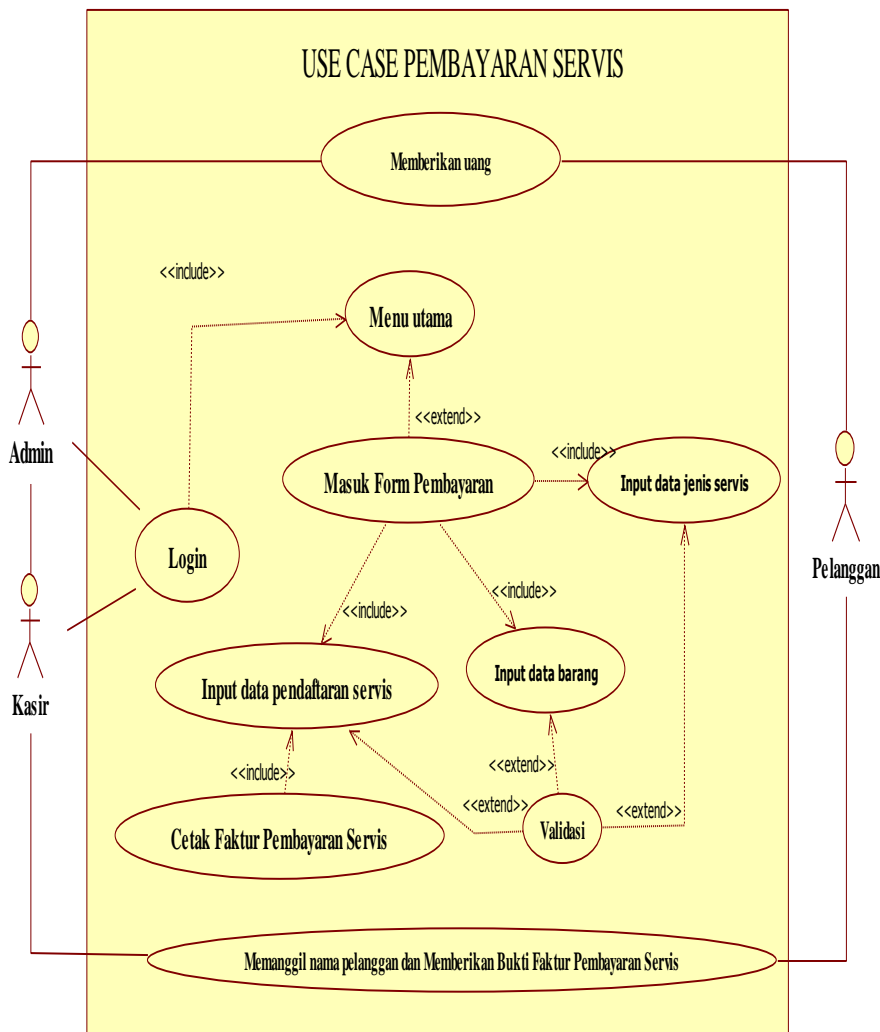 USE CASE PEMBAYARAN SERVIS
Memberikan uang
<<include>>
Menu utama
<<extend>>
Admin
Masuk Form Pembayaran
<<include>>
Input data jenis servis
Login
Pelanggan
<<include>>
<<include>>
Kasir
Input data pendaftaran servis
Input data barang
<<include>>
<<extend>>
<<extend>>
<<extend>>
Cetak Faktur Pembayaran Servis
Validasi
Memanggil nama pelanggan dan Memberikan Bukti Faktur Pembayaran Servis